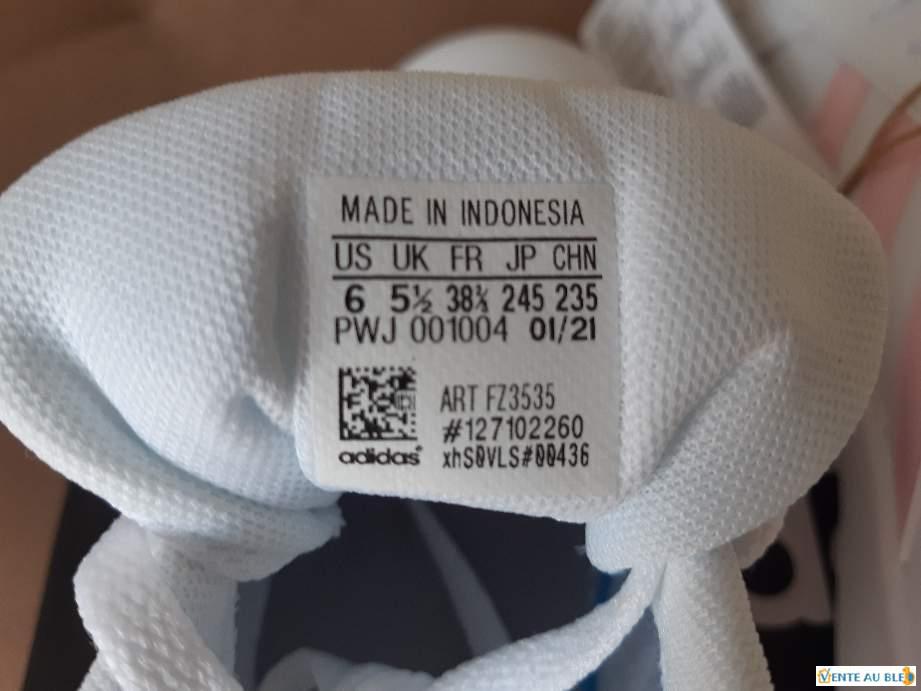 MADE IN INDONESIA
US UK FR JP CHN
6 5½ 38⅔ 245 235
PWJ 001004 01/21
ART FZ3535
#127102260
adidas xhS0VLS#00436
VENTE AU BLED